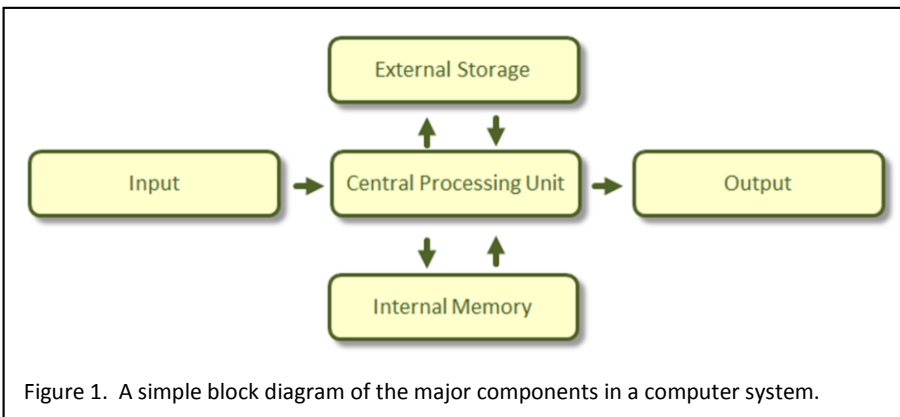 External Storage
Input
Central Processing Unit
Output
Internal Memory
Figure 1.  A simple block diagram of the major components in a computer system.